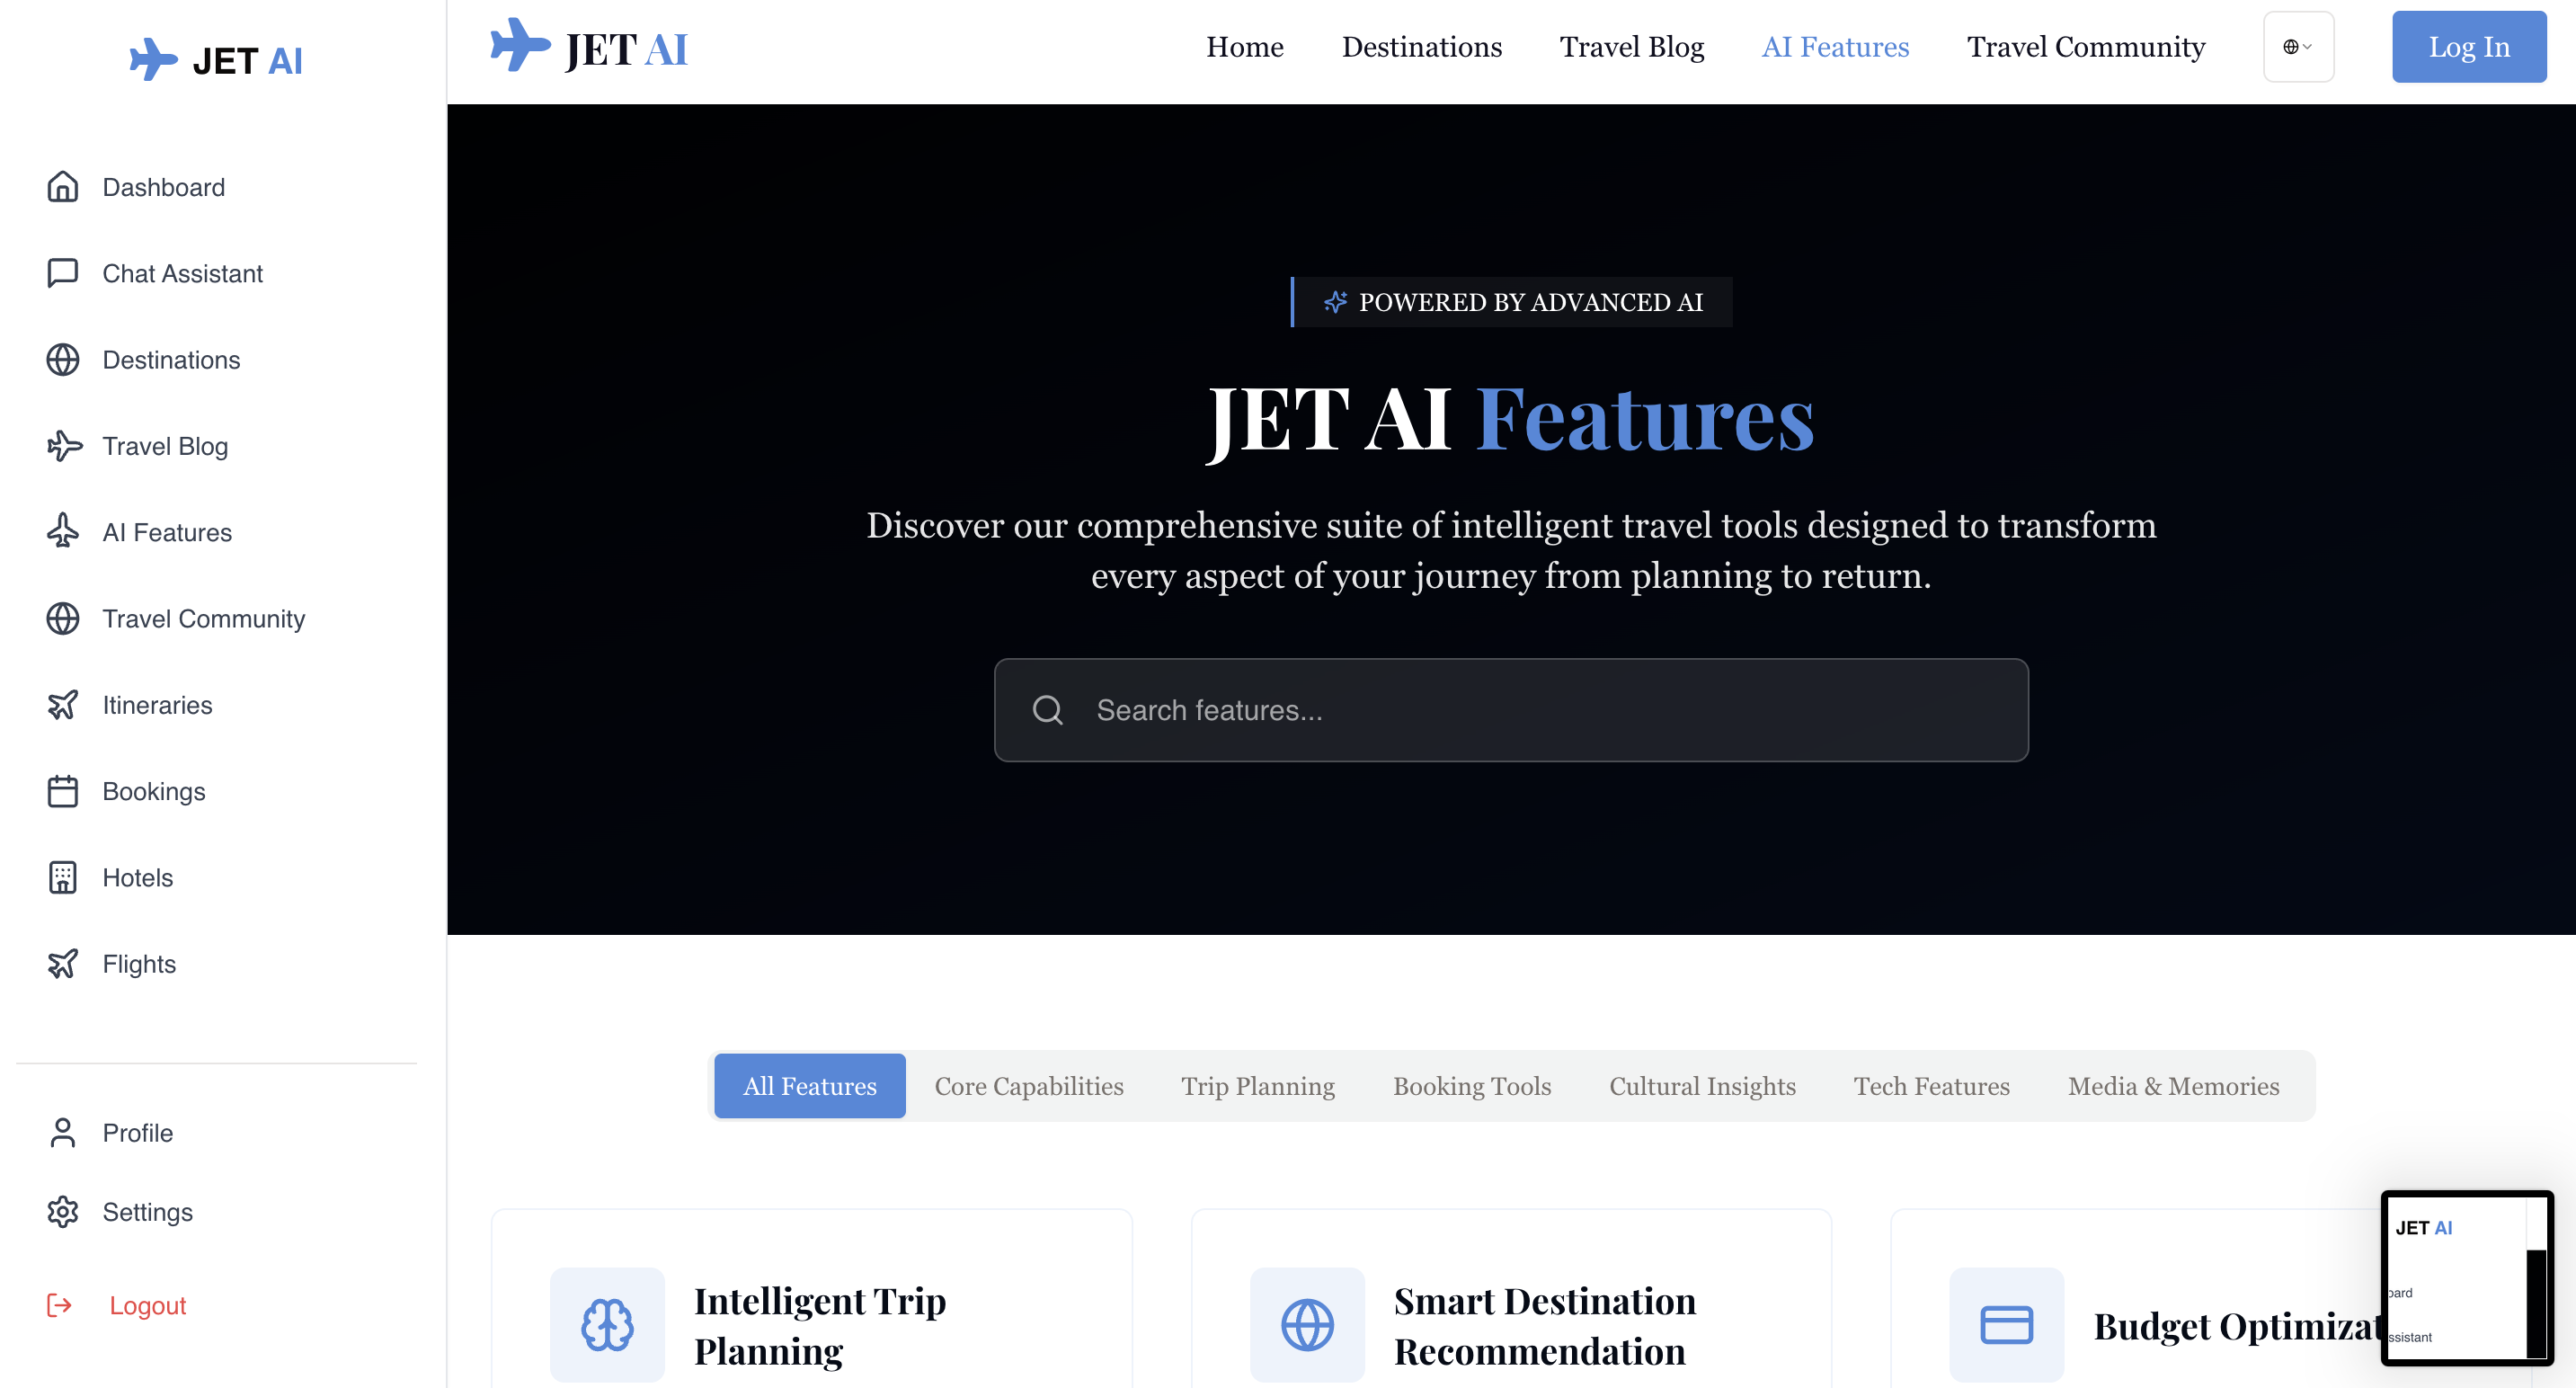 JET AI
Dashboard
Chat Assistant
Destinations
Travel Blog
AI Features
Travel Community
Itineraries
Bookings
Hotels
Flights
Profile
Settings
Logout
JET AI
Home
Destinations
Travel Blog
AI Features
Travel Community
Log In
POWERED BY ADVANCED AI
JET AI Features
Discover our comprehensive suite of intelligent travel tools designed to transform
every aspect of your journey from planning to return.
Search features...
All Features
Core Capabilities
Trip Planning
Booking Tools
Cultural Insights
Tech Features
Media & Memories
Intelligent Trip
Planning
Smart Destination
Recommendation
Budget Optimizat
JET AI
oard
ssistant